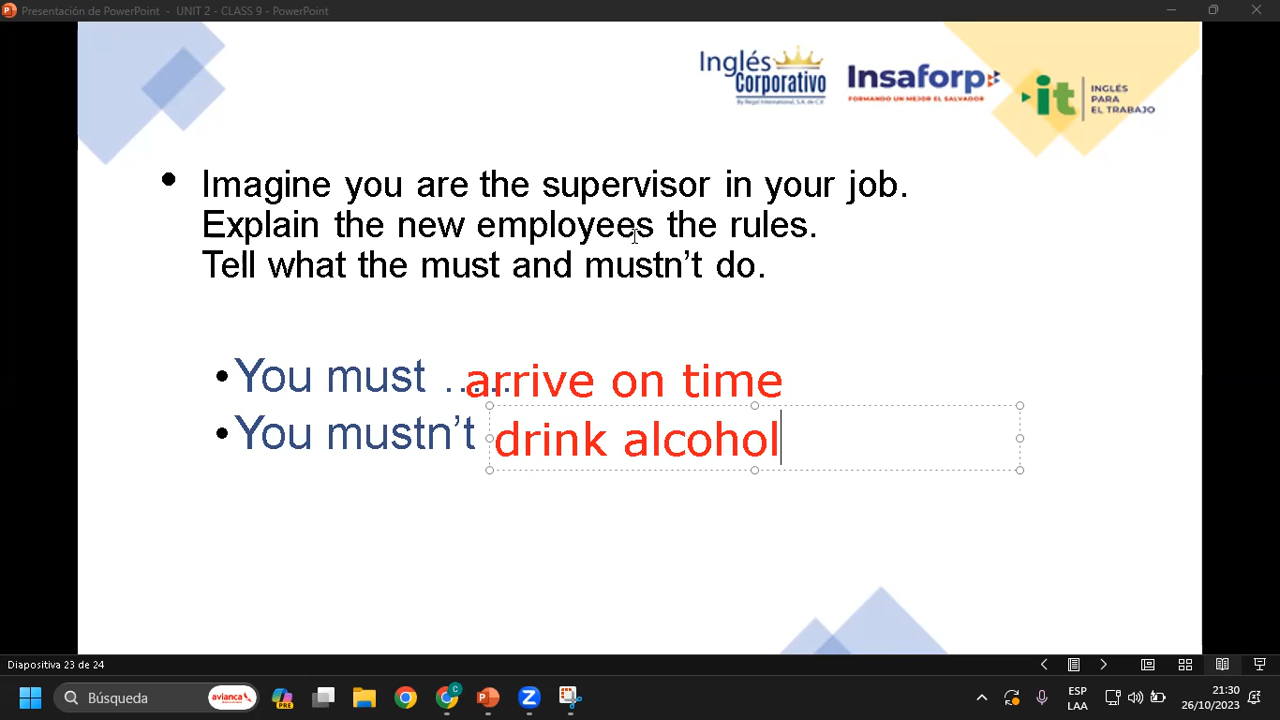 Presentación de PowerPoint - UNIT 2 - CLASS 9 - PowerPoint
Inglés
Corporativo
By Regal International, S.A. de C.V.
Insaforp
FORMANDO UN MEJOR EL SALVADOR
it
INGLÉS
PARA
EL TRABAJO
• Imagine you are the supervisor in your job.
Explain the new employees the rules.
Tell what the must and mustn’t do.
• You must ….. arrive on time
• You mustn’t drink alcohol
Diapositiva 23 de 24
Búsqueda
avianca
PRE
C
ESP
LAA
21:30
26/10/2023